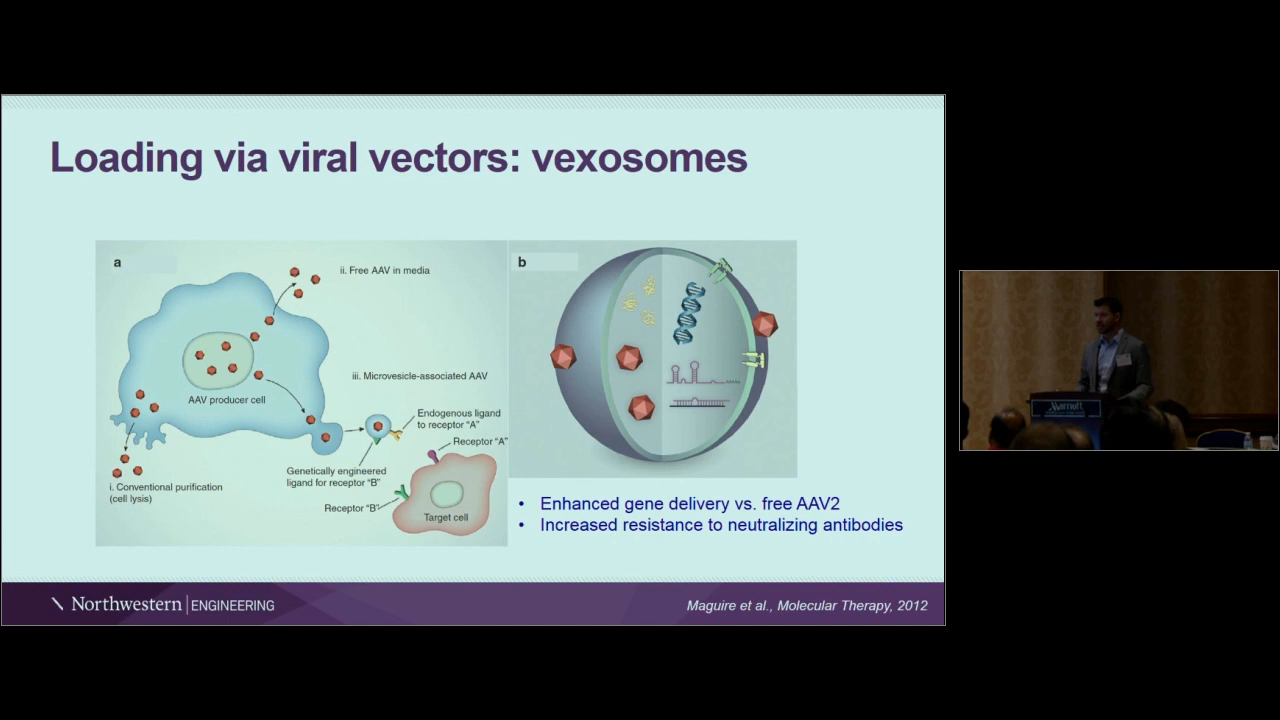 Loading via viral vectors: vexosomes
a
ii. Free AAV in media
iii. Microvesicle-associated AAV
AAV producer cell
Endogenous ligand
to receptor "A"
Receptor "A"
Genetically engineered
ligand for receptor "B"
i. Conventional purification
(cell lysis)
Receptor "B"
Target cell
b
• Enhanced gene delivery vs. free AAV2
• Increased resistance to neutralizing antibodies
Northwestern | ENGINEERING
Maguire et al., Molecular Therapy, 2012
Marriott